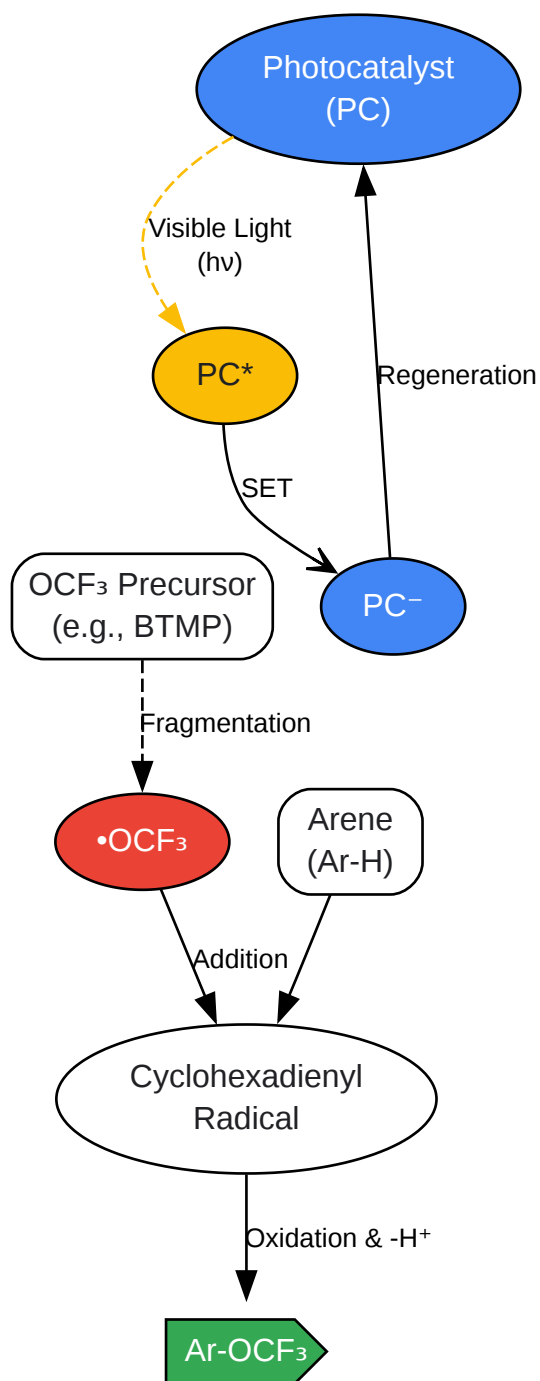 Photocatalyst
(PC)
Visible Light
(hν)
PC*
Regeneration
SET
OCF₃ Precursor
(e.g., BTMP)
PC⁻
Fragmentation
•OCF₃
Arene
(Ar-H)
Addition
Cyclohexadienyl
Radical
Oxidation & -H⁺
Ar-OCF₃